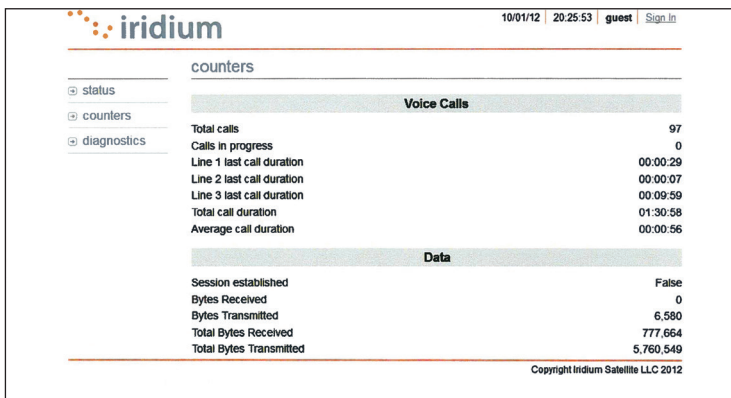 iridium
10/01/12 20:25:53 guest Sign In
counters
status
counters
diagnostics
Voice Calls
Total calls 97
Calls in progress 0
Line 1 last call duration 00:00:29
Line 2 last call duration 00:00:07
Line 3 last call duration 00:09:59
Total call duration 01:30:58
Average call duration 00:00:56
Data
Session established False
Bytes Received 0
Bytes Transmitted 6,580
Total Bytes Received 777,664
Total Bytes Transmitted 5,760,549
Copyright Iridium Satellite LLC 2012